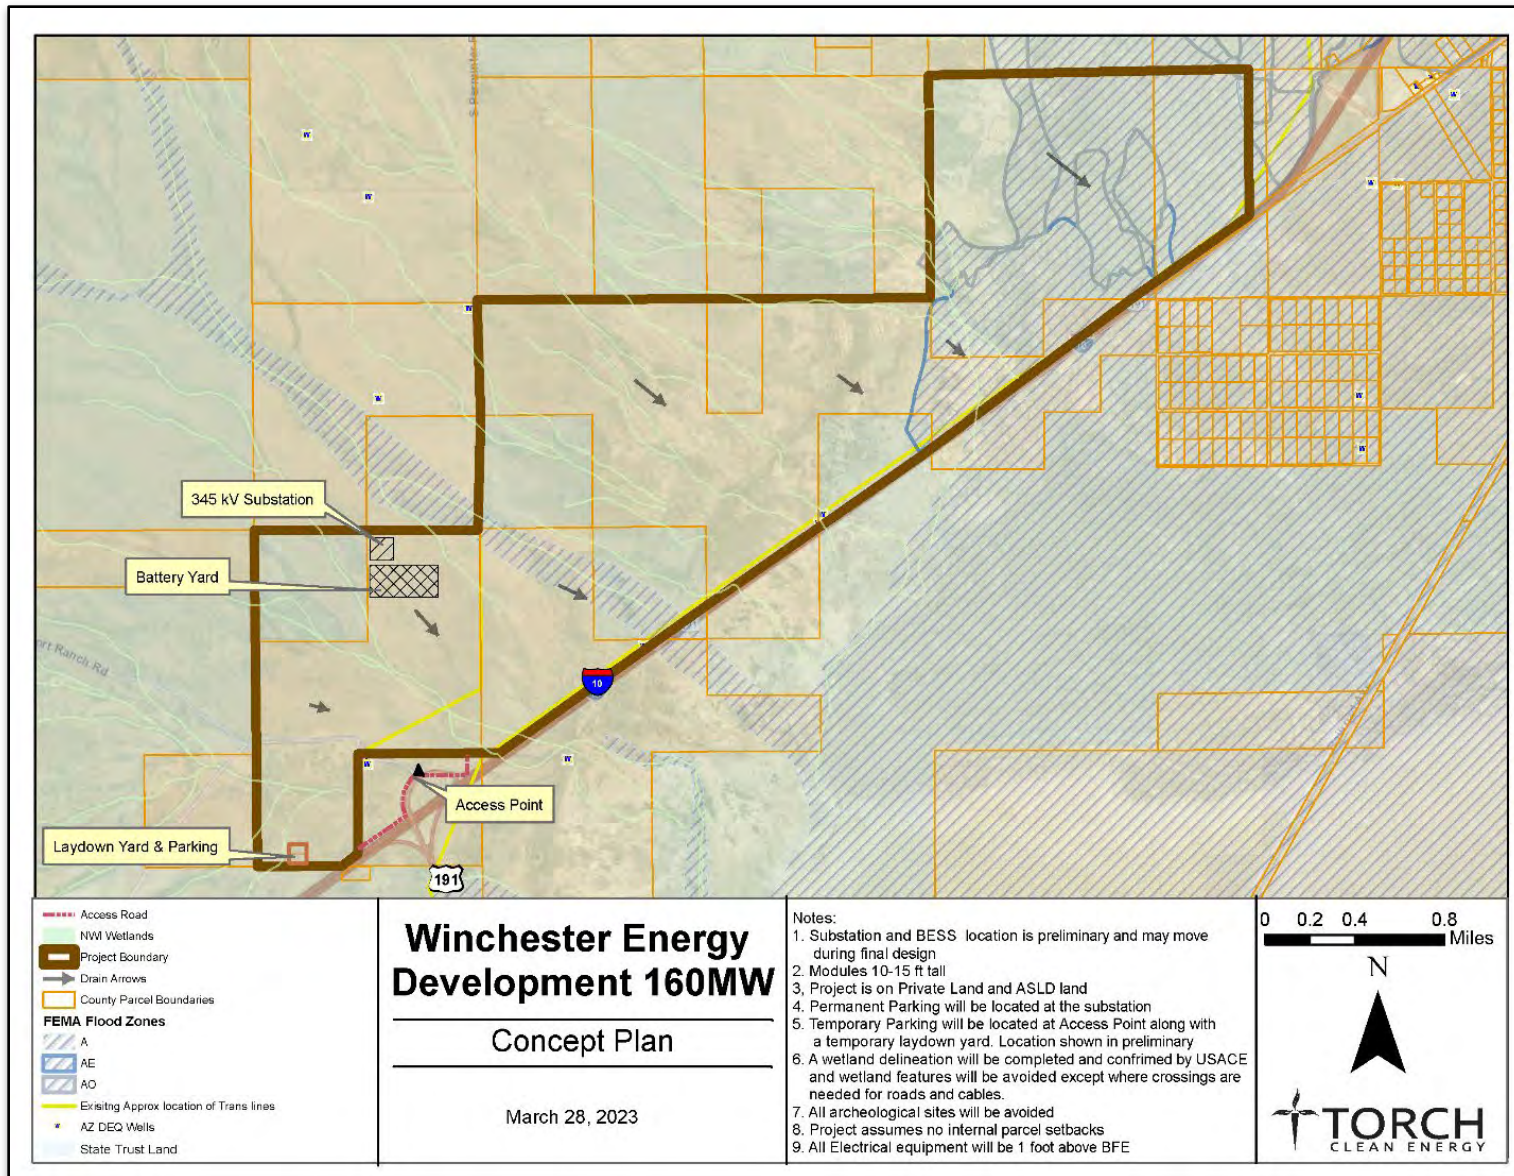 S Parminter R
W
W
W
W
W
W
W
W
W
W
W
345 kV Substation
Battery Yard
ort Ranch Rd
10
Access Point
Laydown Yard & Parking
191
Access Road
NWI Wetlands
Project Boundary
Drain Arrows
County Parcel Boundaries
FEMA Flood Zones
A
AE
AO
Exisitng Approx location of Trans lines
AZ DEQ Wells
State Trust Land
Winchester Energy
Development 160MW
Concept Plan
March 28, 2023
Notes:
1. Substation and BESS location is preliminary and may move
during final design
2. Modules 10-15 ft tall
3, Project is on Private Land and ASLD land
4. Permanent Parking will be located at the substation
5. Temporary Parking will be located at Access Point along with
a temporary laydown yard. Location shown in preliminary
6. A wetland delineation will be completed and confrimed by USACE
and wetland features will be avoided except where crossings are
needed for roads and cables.
7. All archeological sites will be avoided
8. Project assumes no internal parcel setbacks
9. All Electrical equipment will be 1 foot above BFE
0 0.2 0.4 0.8
Miles
N
TORCH
CLEAN ENERGY